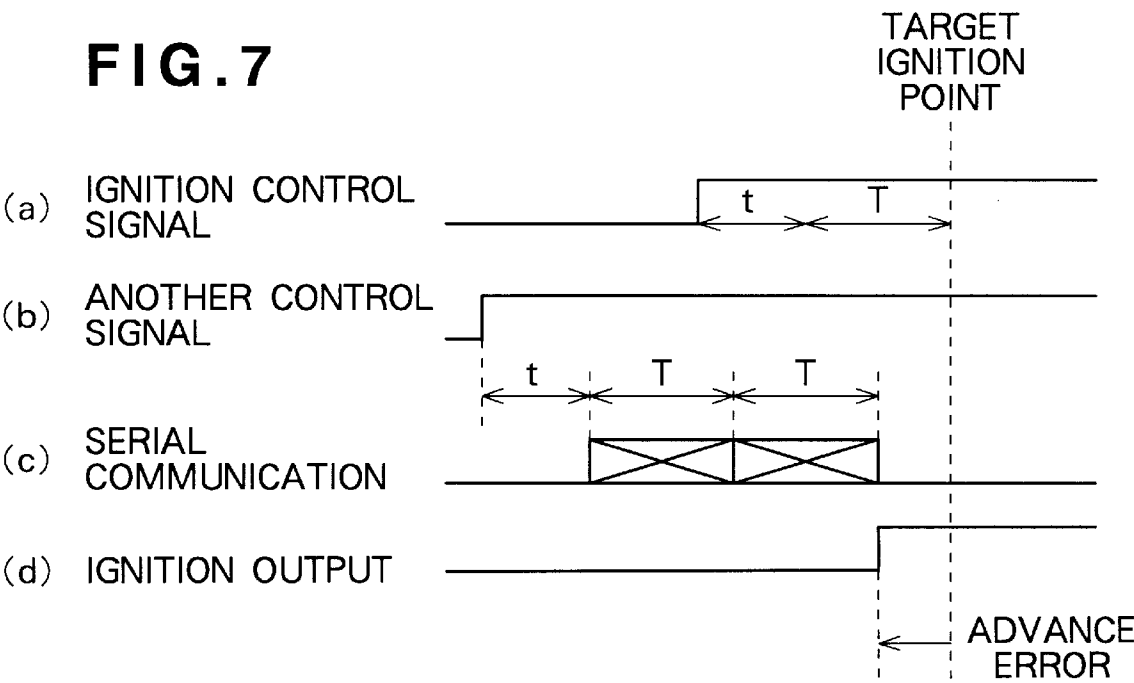 FIG.7
TARGET
IGNITION
POINT
(a) IGNITION CONTROL
SIGNAL
t T
(b) ANOTHER CONTROL
SIGNAL
t T T
(c) SERIAL
COMMUNICATION
(d) IGNITION OUTPUT
ADVANCE
ERROR